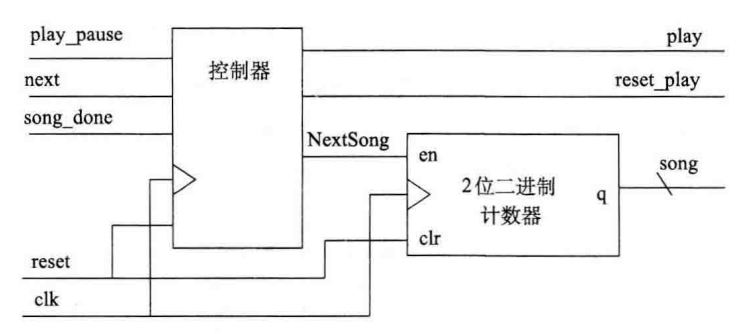 play_pause
next
song_done
reset
clk
控制器
NextSong
play
reset_play
en
2位二进制
计数器
clr
q
song